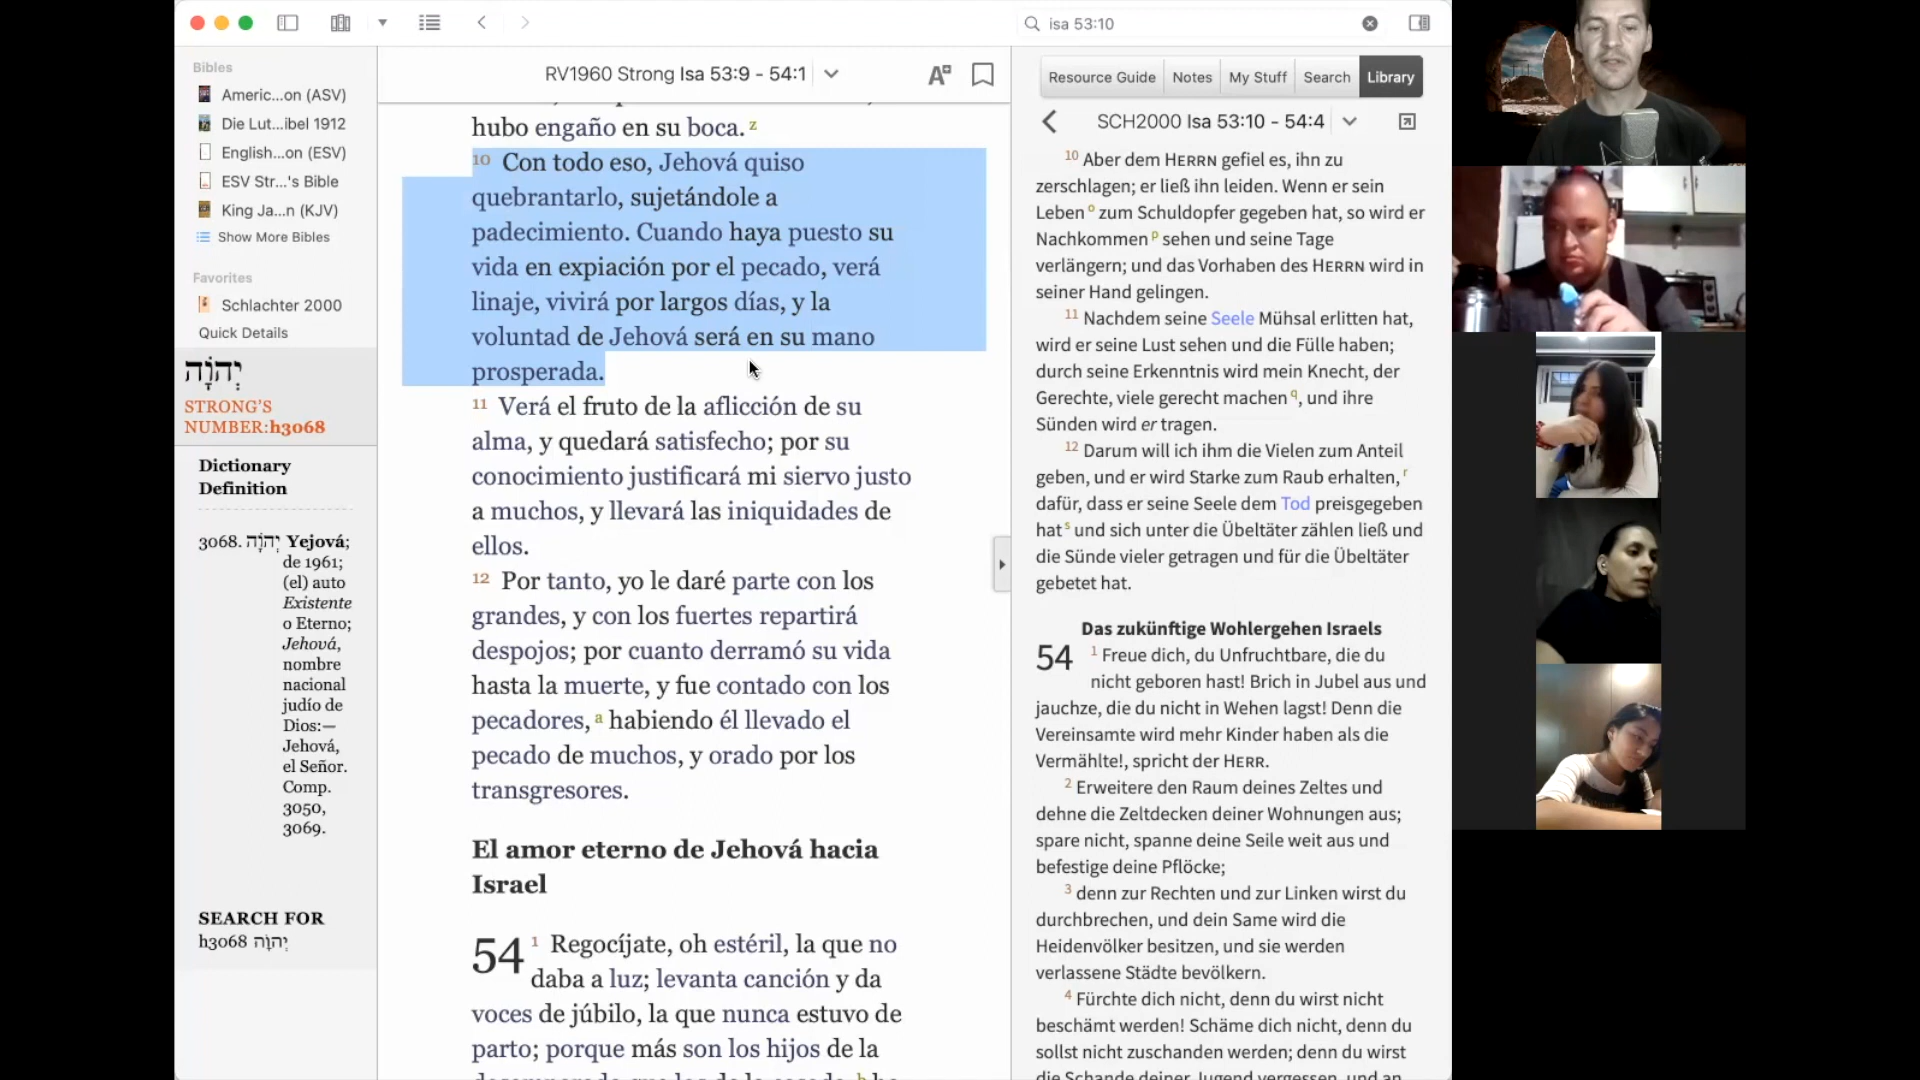 isa 53:10
Bibles
Americ...on (ASV)
Die Lut...ibel 1912
English...on (ESV)
ESV Str...'s Bible
King Ja...n (KJV)
Show More Bibles
Favorites
Schlachter 2000
Quick Details
יְהֹוָה
STRONG'S
NUMBER:h3068
Dictionary
Definition
3068. יְהֹוָה Yejová;
de 1961;
(el) auto
Existente
o Eterno;
Jehová,
nombre
nacional
judío de
Dios:—
Jehová,
el Señor.
Comp.
3050,
3069.
SEARCH FOR
h3068 יְהֹוָה
RV1960 Strong Isa 53:9 - 54:1
hubo engaño en su boca. z
10 Con todo eso, Jehová quiso
quebrantarlo, sujetándole a
padecimiento. Cuando haya puesto su
vida en expiación por el pecado, verá
linaje, vivirá por largos días, y la
voluntad de Jehová será en su mano
prosperada.
11 Verá el fruto de la aflicción de su
alma, y quedará satisfecho; por su
conocimiento justificará mi siervo justo
a muchos, y llevará las iniquidades de
ellos.
12 Por tanto, yo le daré parte con los
grandes, y con los fuertes repartirá
despojos; por cuanto derramó su vida
hasta la muerte, y fue contado con los
pecadores, a habiendo él llevado el
pecado de muchos, y orado por los
transgresores.
El amor eterno de Jehová hacia
Israel
54 1 Regocíjate, oh estéril, la que no
daba a luz; levanta canción y da
voces de júbilo, la que nunca estuvo de
parto; porque más son los hijos de la
Resource Guide Notes My Stuff Search Library
SCH2000 Isa 53:10 - 54:4
10 Aber dem HERRN gefiel es, ihn zu
zerschlagen; er ließ ihn leiden. Wenn er sein
Leben o zum Schuldopfer gegeben hat, so wird er
Nachkommen p sehen und seine Tage
verlängern; und das Vorhaben des HERRN wird in
seiner Hand gelingen.
11 Nachdem seine Seele Mühsal erlitten hat,
wird er seine Lust sehen und die Fülle haben;
durch seine Erkenntnis wird mein Knecht, der
Gerechte, viele gerecht machen q, und ihre
Sünden wird er tragen.
12 Darum will ich ihm die Vielen zum Anteil
geben, und er wird Starke zum Raub erhalten, r
dafür, dass er seine Seele dem Tod preisgegeben
hat s und sich unter die Übeltäter zählen ließ und
die Sünde vieler getragen und für die Übeltäter
gebetet hat.
Das zukünftige Wohlergehen Israels
54 1 Freue dich, du Unfruchtbare, die du
nicht geboren hast! Brich in Jubel aus und
jauchze, die du nicht in Wehen lagst! Denn die
Vereinsamte wird mehr Kinder haben als die
Vermählte!, spricht der HERR.
2 Erweitere den Raum deines Zeltes und
dehne die Zeltdecken deiner Wohnungen aus;
spare nicht, spanne deine Seile weit aus und
befestige deine Pflöcke;
3 denn zur Rechten und zur Linken wirst du
durchbrechen, und dein Same wird die
Heidenvölker besitzen, und sie werden
verlassene Städte bevölkern.
4 Fürchte dich nicht, denn du wirst nicht
beschämt werden! Schäme dich nicht, denn du
sollst nicht zuschanden werden; denn du wirst
die Schande deiner Jugend vergessen, und an